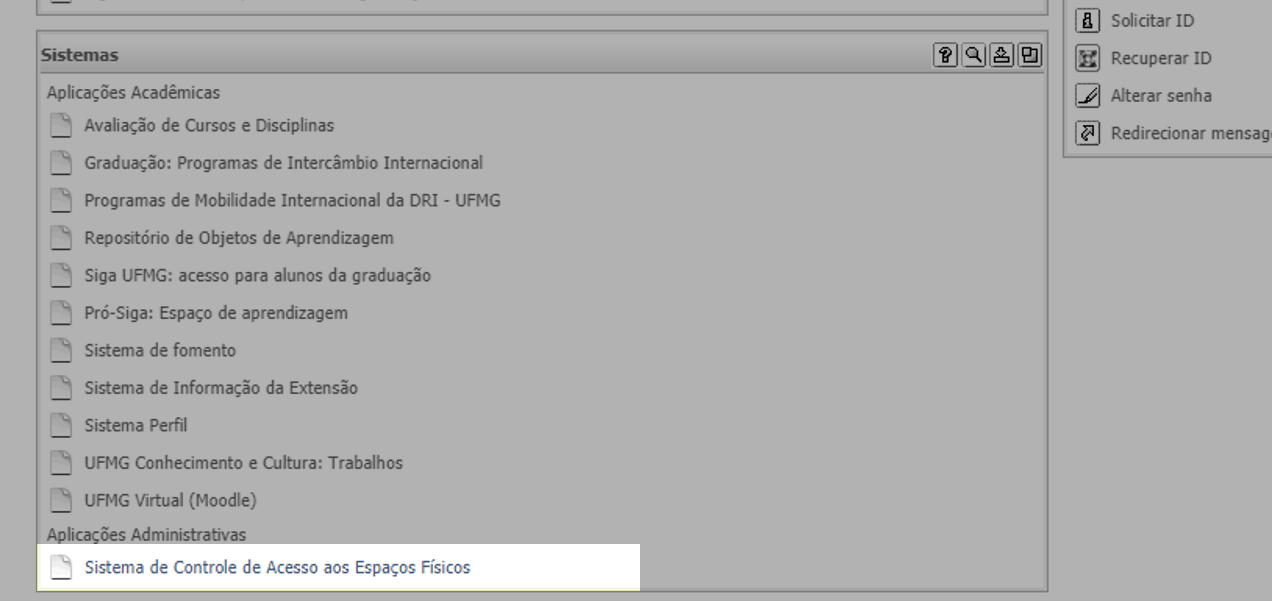 Sistemas
Aplicações Acadêmicas
Avaliação de Cursos e Disciplinas
Graduação: Programas de Intercâmbio Internacional
Programas de Mobilidade Internacional da DRI - UFMG
Repositório de Objetos de Aprendizagem
Siga UFMG: acesso para alunos da graduação
Pró-Siga: Espaço de aprendizagem
Sistema de fomento
Sistema de Informação da Extensão
Sistema Perfil
UFMG Conhecimento e Cultura: Trabalhos
UFMG Virtual (Moodle)
Aplicações Administrativas
Sistema de Controle de Acesso aos Espaços Físicos
Solicitar ID
Recuperar ID
Alterar senha
Redirecionar